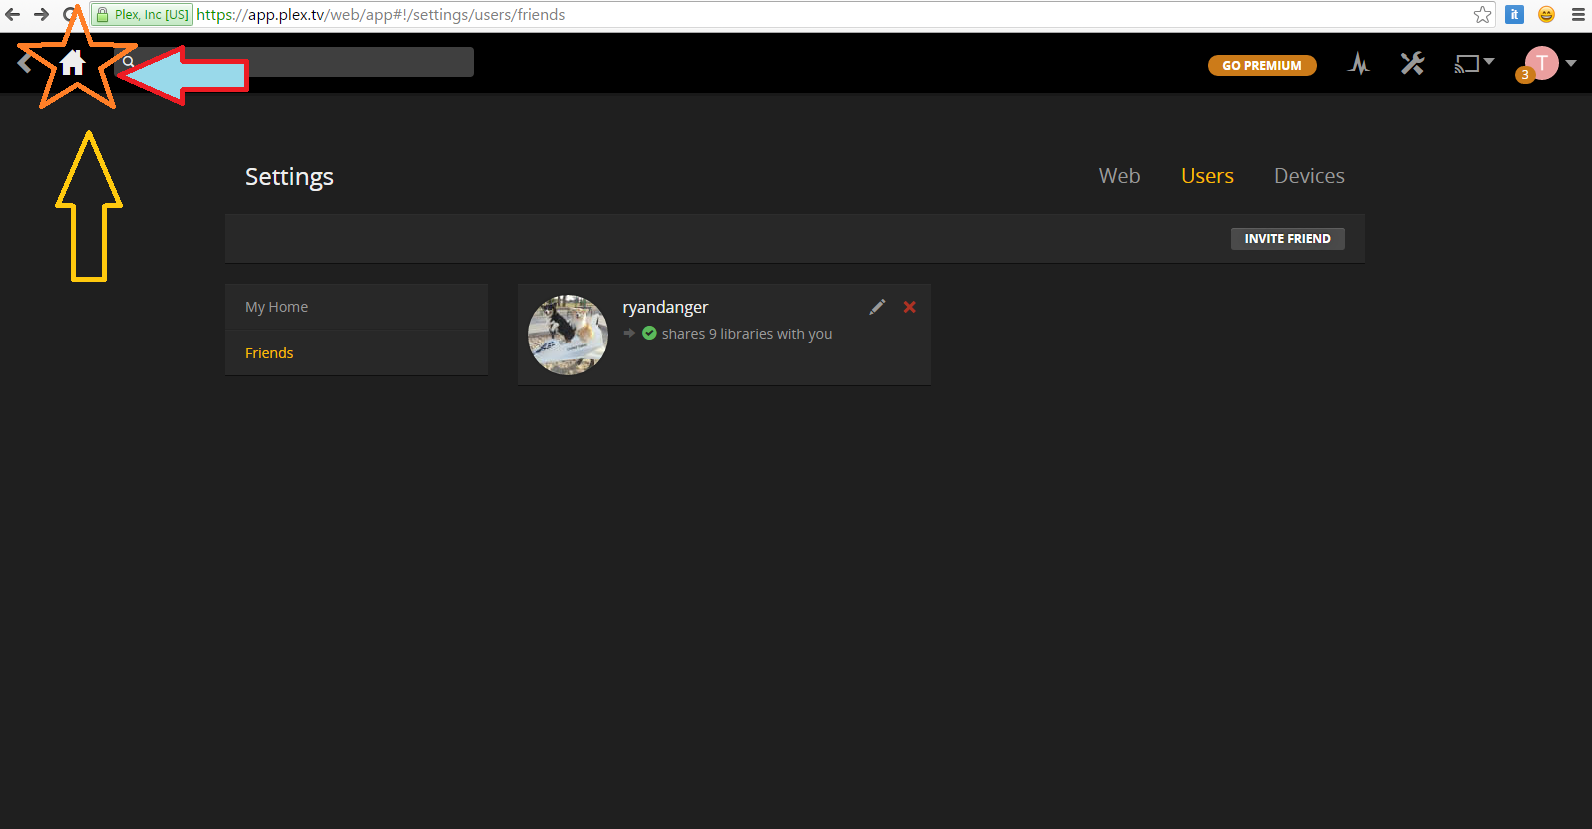 Plex, Inc [US] https://app.plex.tv/web/app#!/settings/users/friends it
GO PREMIUM 3 T
Settings Web Users Devices
INVITE FRIEND
My Home
Friends
ryandanger
shares 9 libraries with you